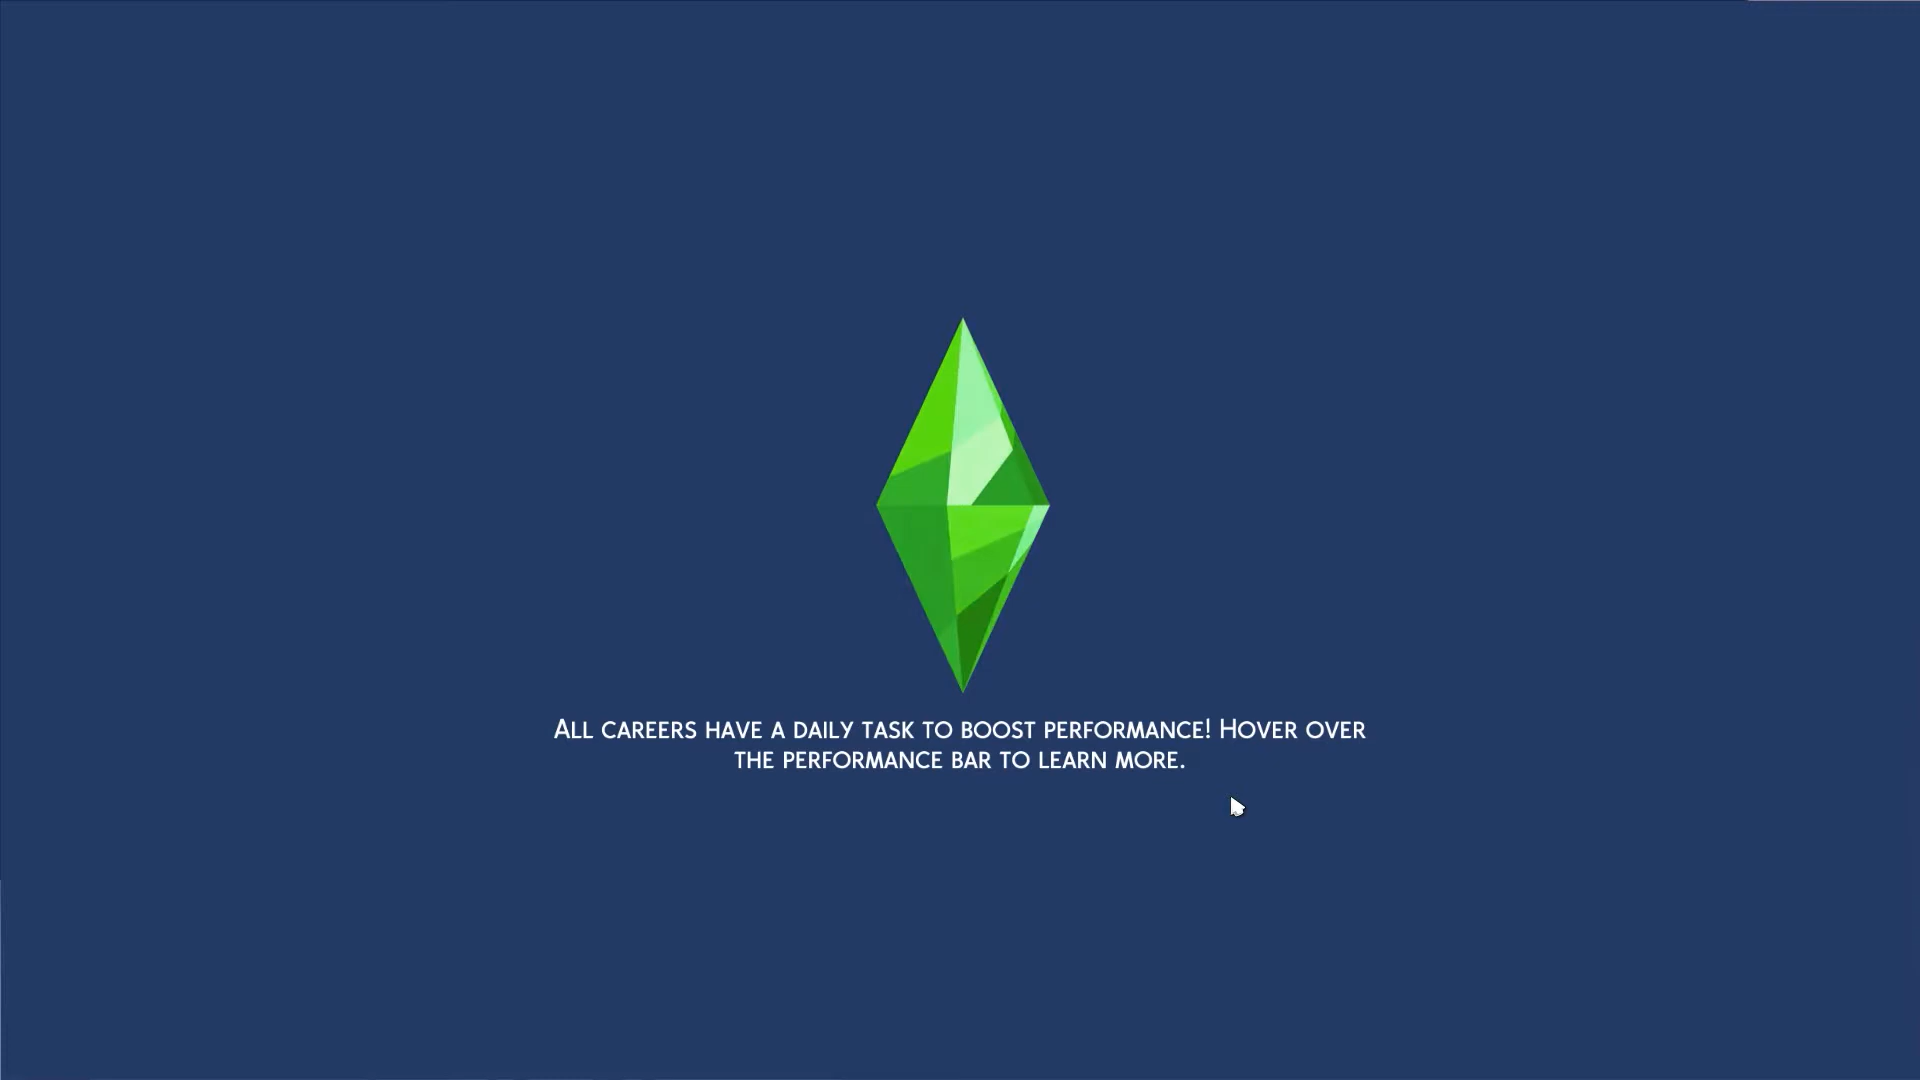 All careers have a daily task to boost performance! Hover over
the performance bar to learn more.